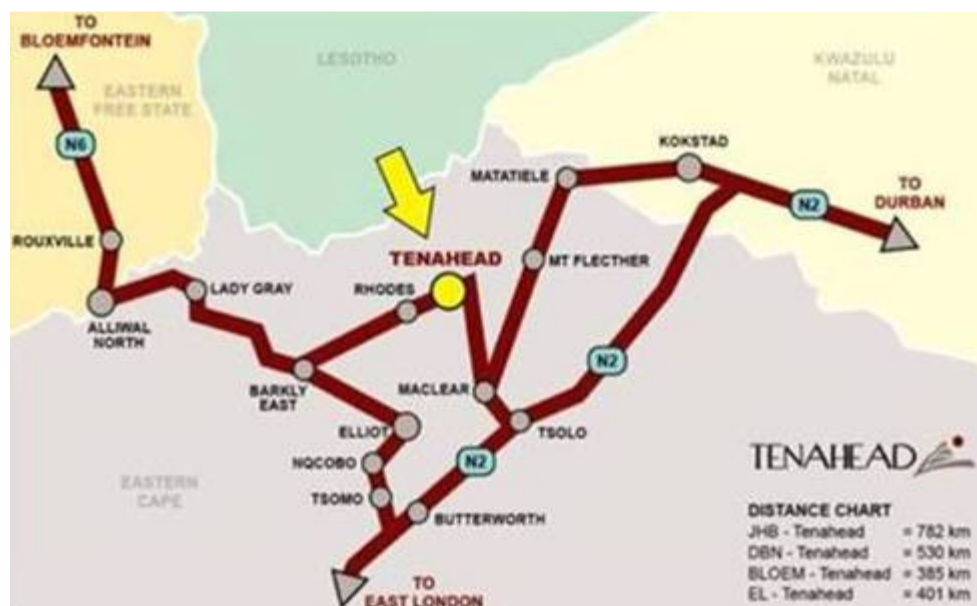 TO
BLOEMFONTEIN
LESOTHO
KWAZULU
NATAL
EASTERN
FREE STATE
N6
KOKSTAD
MATATIELE
TO
DURBAN
N2
ROUXVILLE
TENAHEAD
MT FLECTHER
LADY GRAY
RHODES
ALLIWAL
NORTH
N2
BARKLY
EAST
MACLEAR
ELLIOT
TSOLO
NQCOBO
N2
EASTERN
CAPE
TSOMO
BUTTERWORTH
TO
EAST LONDON
TENAHEAD
DISTANCE CHART
JHB - Tenahead = 782 km
DBN - Tenahead = 530 km
BLOEM - Tenahead = 385 km
EL - Tenahead = 401 km